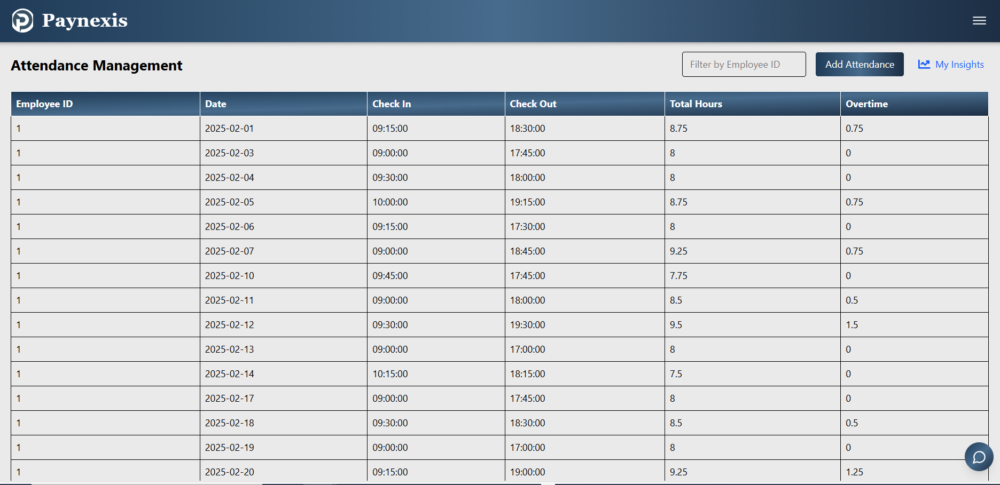 Paynexis
Attendance Management
Filter by Employee ID
Add Attendance
My Insights
Employee ID Date Check In Check Out Total Hours Overtime
1 2025-02-01 09:15:00 18:30:00 8.75 0.75
1 2025-02-03 09:00:00 17:45:00 8 0
1 2025-02-04 09:30:00 18:00:00 8 0
1 2025-02-05 10:00:00 19:15:00 8.75 0.75
1 2025-02-06 09:15:00 17:30:00 8 0
1 2025-02-07 09:00:00 18:45:00 9.25 0.75
1 2025-02-10 09:45:00 17:45:00 7.75 0
1 2025-02-11 09:00:00 18:00:00 8.5 0.5
1 2025-02-12 09:30:00 19:30:00 9.5 1.5
1 2025-02-13 09:00:00 17:00:00 8 0
1 2025-02-14 10:15:00 18:15:00 7.5 0
1 2025-02-17 09:00:00 17:45:00 8 0
1 2025-02-18 09:30:00 18:30:00 8.5 0.5
1 2025-02-19 09:00:00 17:00:00 8 0
1 2025-02-20 09:15:00 19:00:00 9.25 1.25